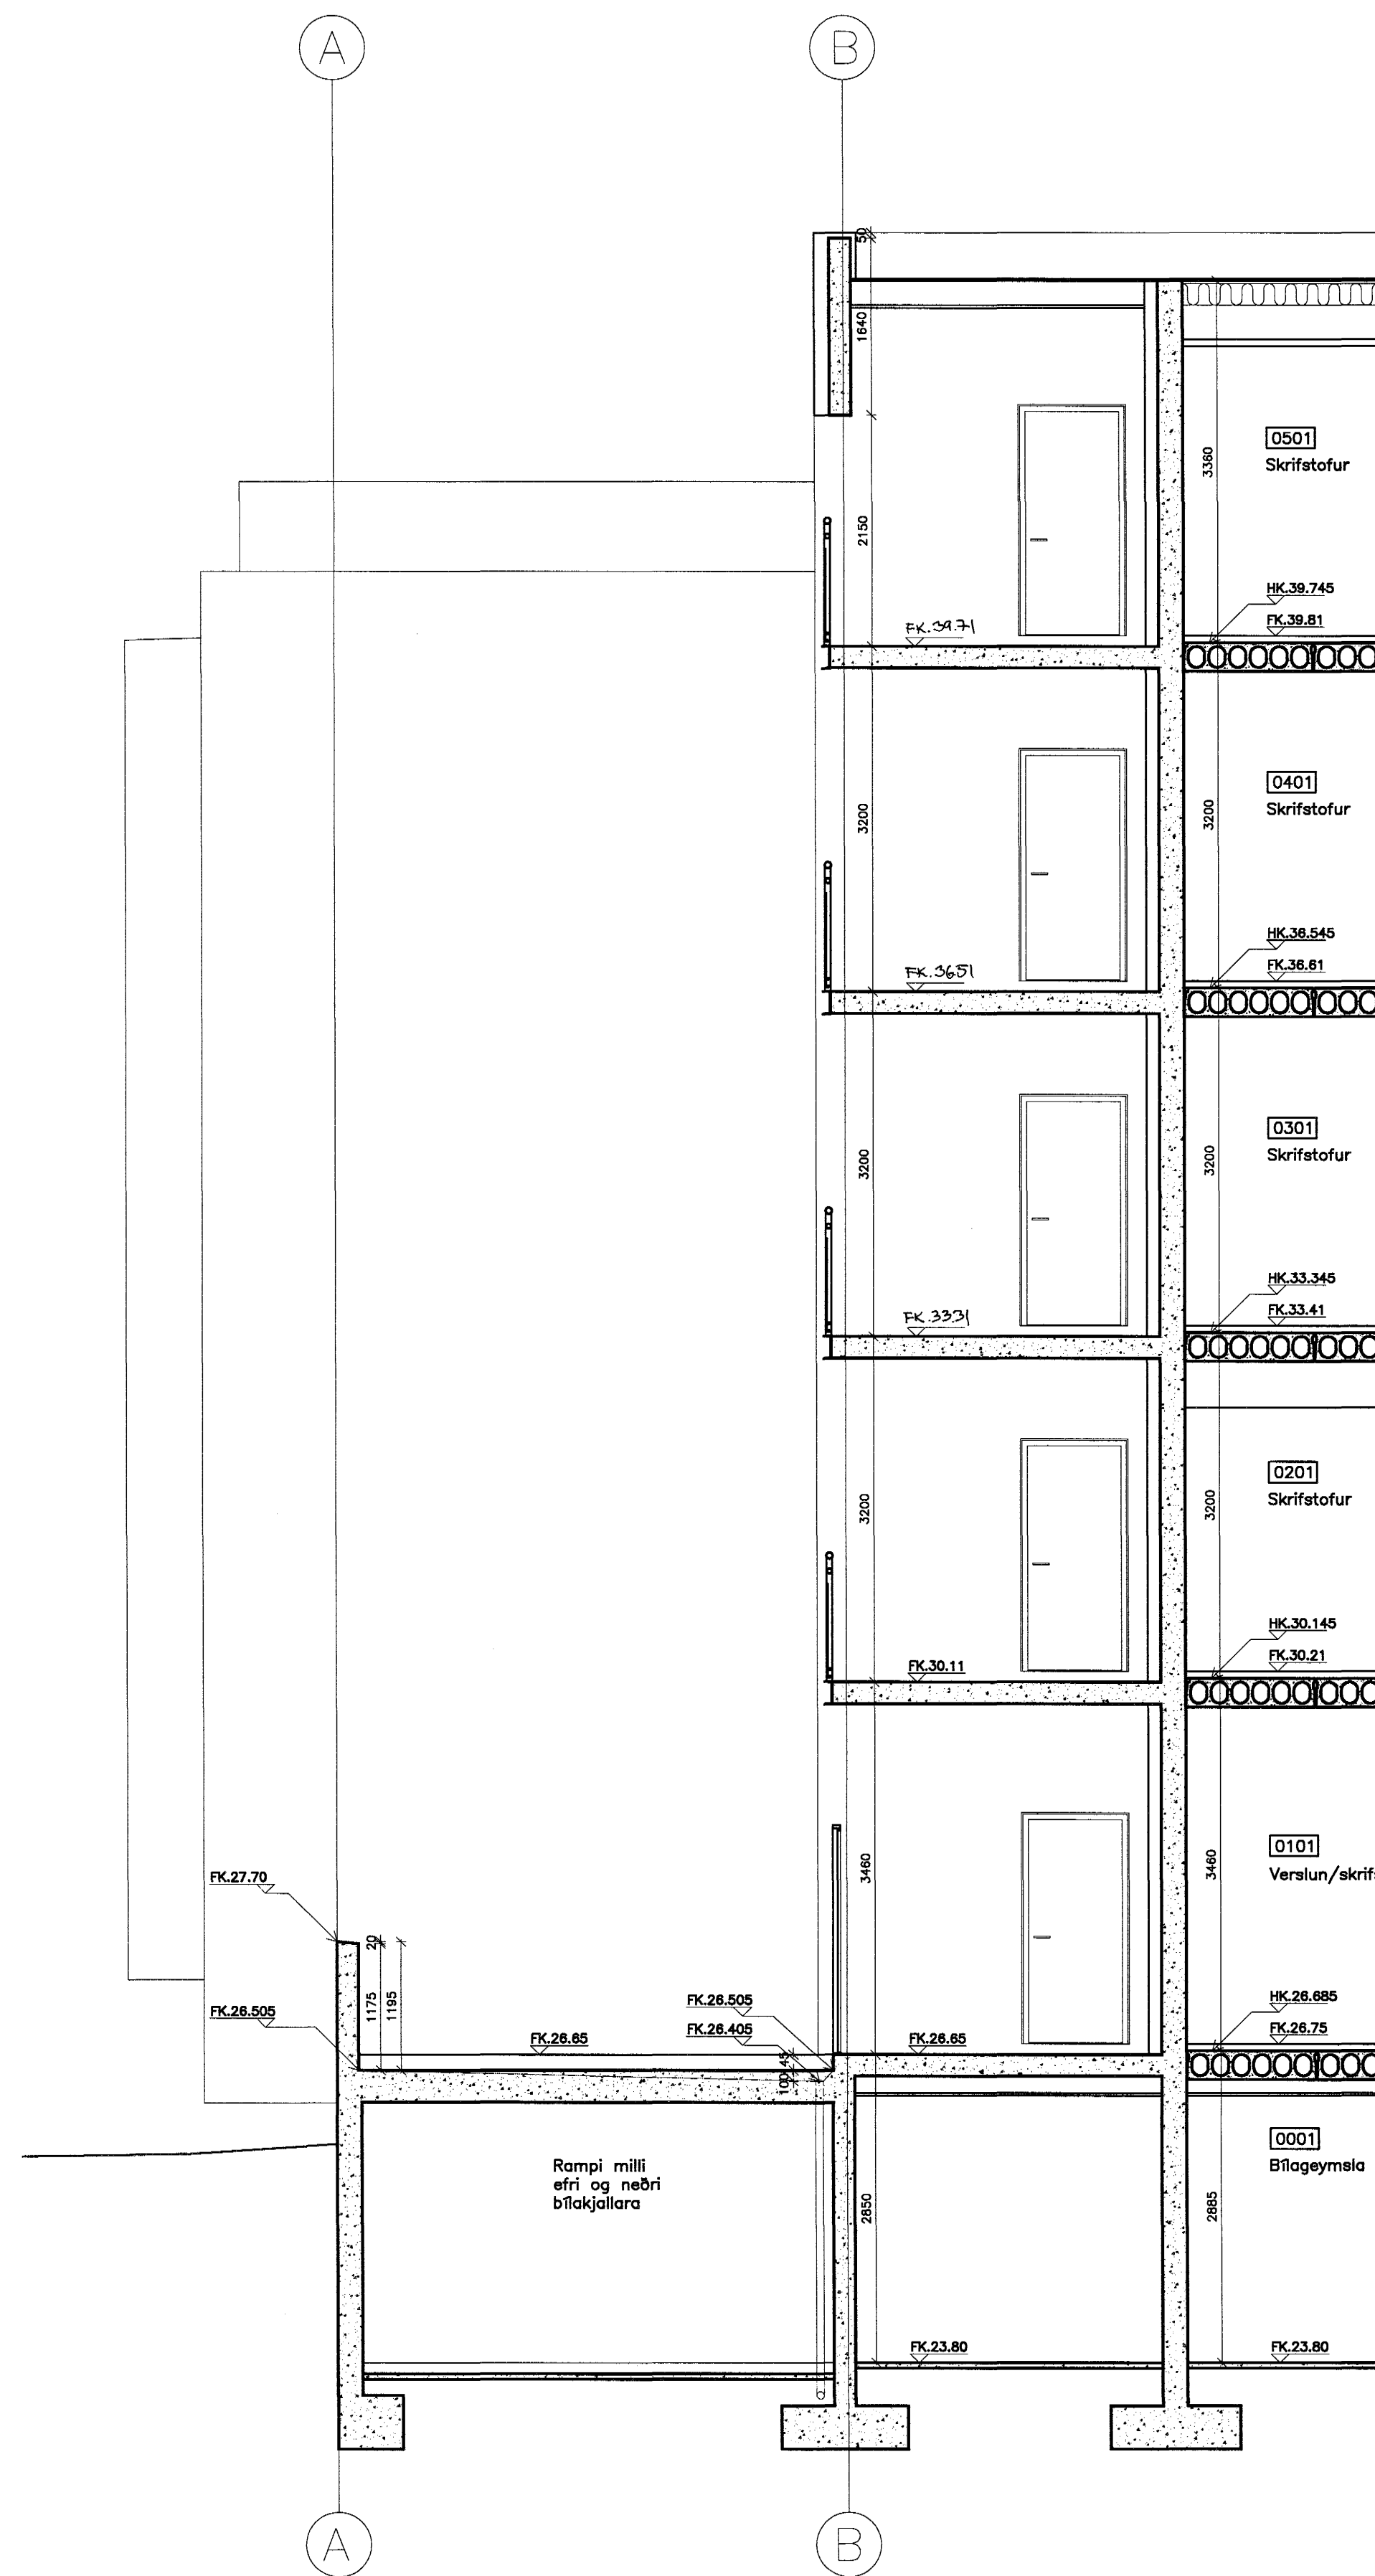 A
B
50
1640
0501
Skrifstofur
3360
2150
HK.39.745
FK.39.81
FK.39.71
0401
Skrifstofur
3200
3200
HK.36.545
FK.36.61
FK.36.51
0301
Skrifstofur
3200
3200
HK.33.345
FK.33.41
FK.33.31
0201
Skrifstofur
3200
3200
HK.30.145
FK.30.21
FK.30.11
0101
Verslun/skrifs
3460
3460
FK.27.70
20
1175
1195
FK.26.505
FK.26.505
FK.26.405
FK.26.65
FK.26.65
HK.26.685
FK.26.75
45
100
0001
Bílageymsla
Rampi milli
efri og neðri
bílakjallara
2850
2885
FK.23.80
FK.23.80
A
B